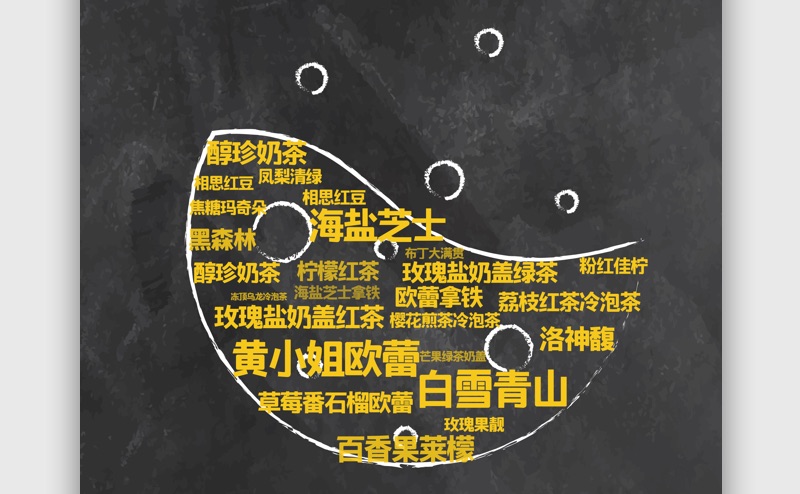 醇珍奶茶
凤梨清绿
相思红豆
相思红豆
焦糖玛奇朵
海盐芝士
黑森林
布丁大满贯
醇珍奶茶
柠檬红茶
玫瑰盐奶盖绿茶
粉红佳柠
冻顶乌龙冷泡茶
海盐芝士拿铁
欧蕾拿铁
荔枝红茶冷泡茶
玫瑰盐奶盖红茶
樱花煎茶冷泡茶
洛神馥
黄小姐欧蕾
芒果绿茶奶盖
白雪青山
草莓番石榴欧蕾
玫瑰果靓
百香果莱檬